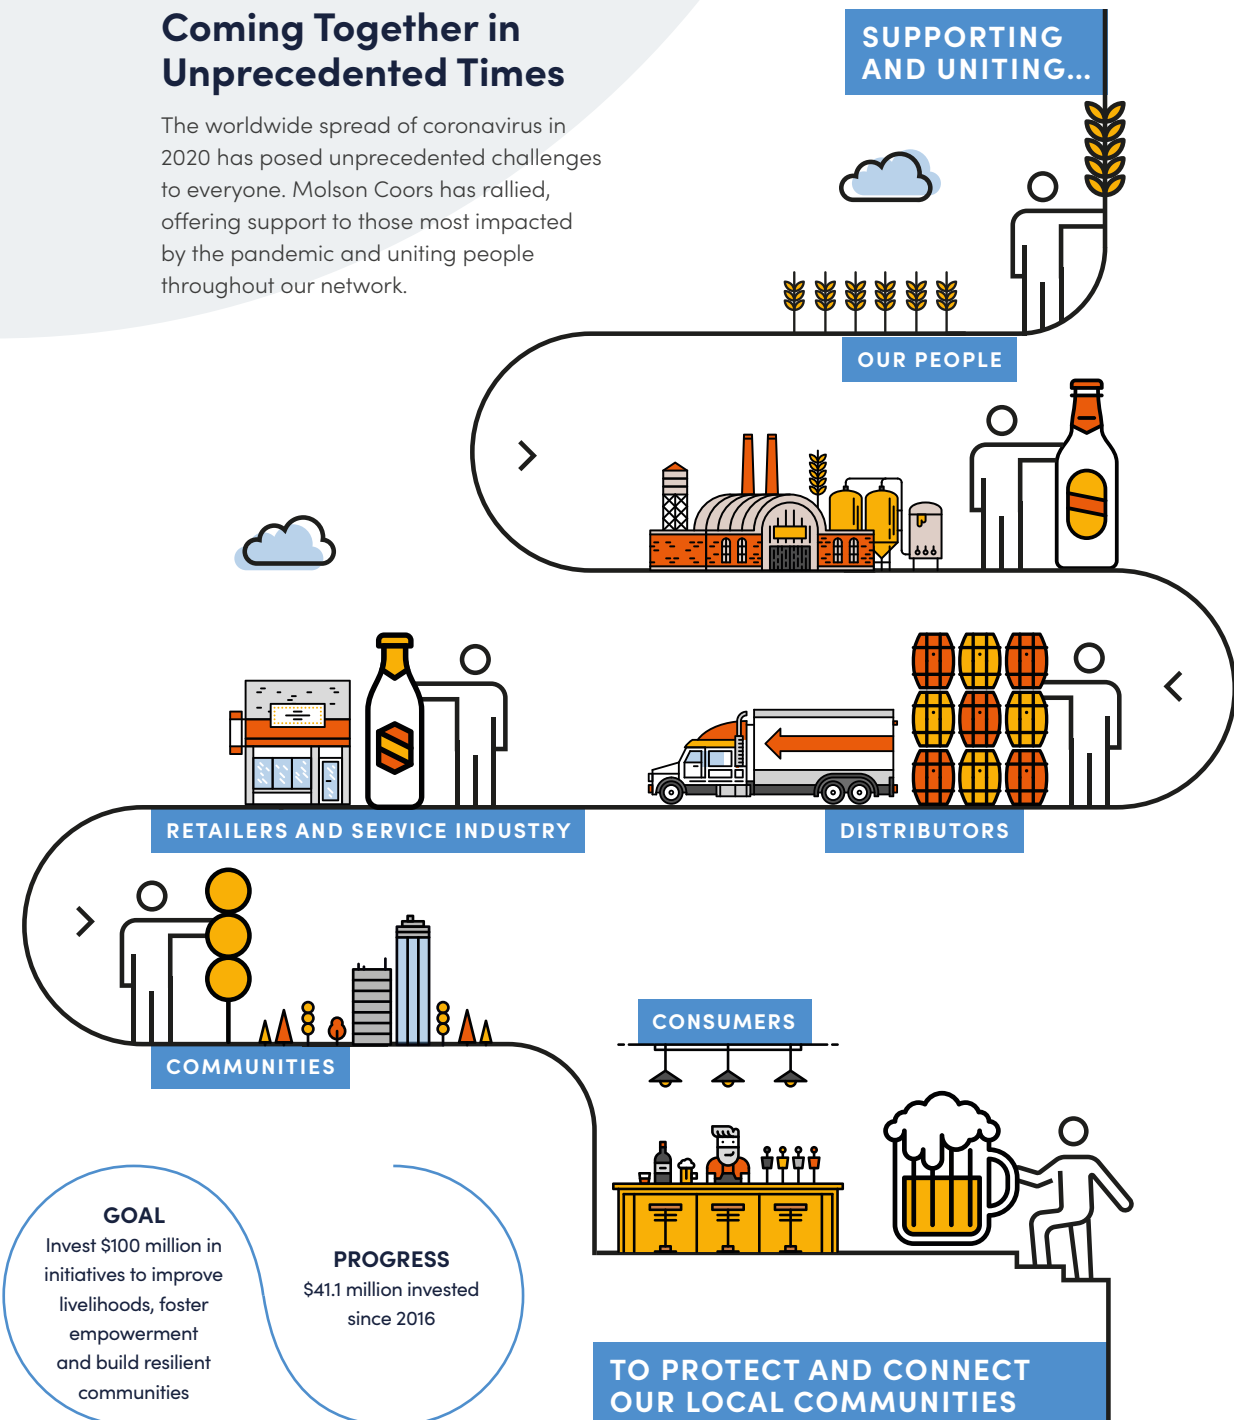 Coming Together in
Unprecedented Times
The worldwide spread of coronavirus in
2020 has posed unprecedented challenges
to everyone. Molson Coors has rallied,
offering support to those most impacted
by the pandemic and uniting people
throughout our network.
SUPPORTING
AND UNITING...
OUR PEOPLE
DISTRIBUTORS
RETAILERS AND SERVICE INDUSTRY
COMMUNITIES
CONSUMERS
GOAL
Invest $100 million in
initiatives to improve
livelihoods, foster
empowerment
and build resilient
communities
PROGRESS
$41.1 million invested
since 2016
TO PROTECT AND CONNECT
OUR LOCAL COMMUNITIES